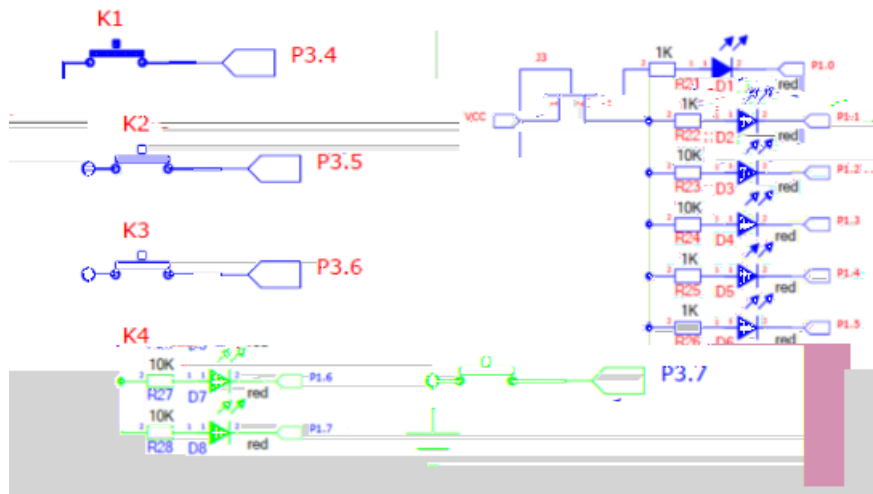 K1
P3.4
K2
P3.5
K3
P3.6
K4
J3
VCC
1K
R21 D1 red P1.0
1K
R22 D2 red P1.1
10K
R23 D3 red P1.2
10K
R24 D4 red P1.3
1K
R25 D5 red P1.4
1K
R26 D6 P1.5
10K
R27 D7 red P1.6
10K
R28 D8 red P1.7
P3.7